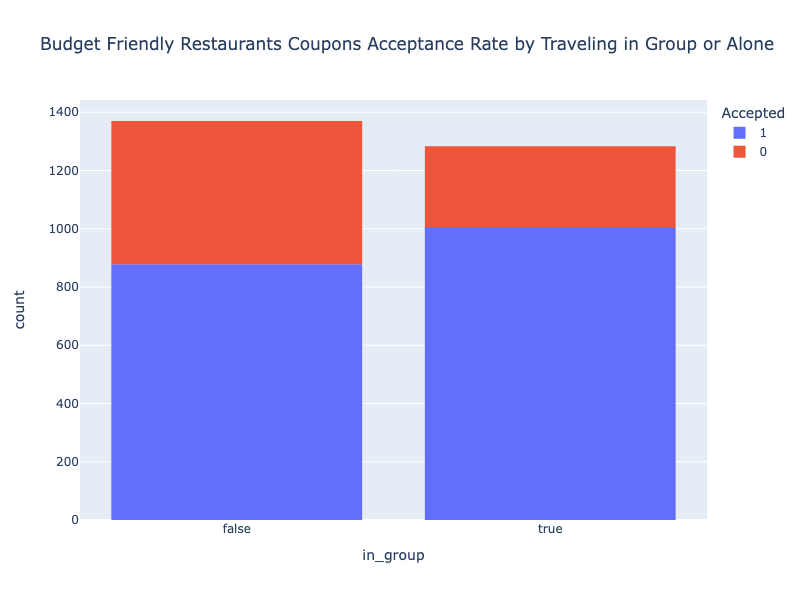 Budget Friendly Restaurants Coupons Acceptance Rate by Traveling in Group or Alone
Accepted
1
0
1400
1200
1000
800
600
400
200
0
count
false
true
in_group